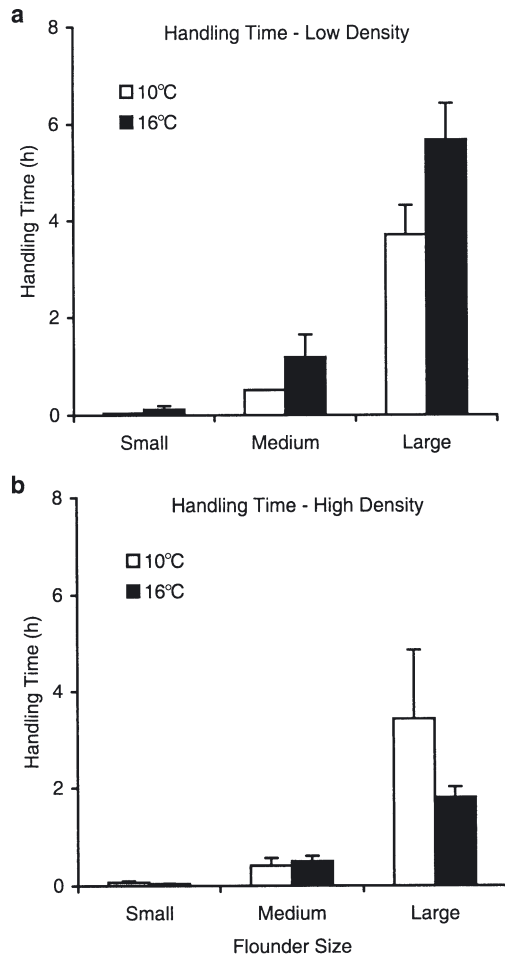 a
Handling Time - Low Density
10°C
16°C
Handling Time (h)
8
6
4
2
0
Small Medium Large
b
Handling Time - High Density
10°C
16°C
Handling Time (h)
8
6
4
2
0
Small Medium Large
Flounder Size